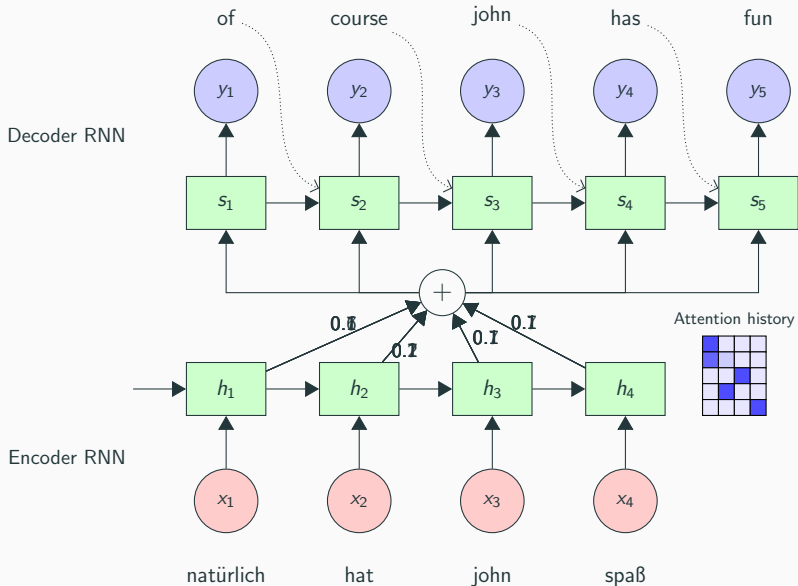 of course john has fun
y1 y2 y3 y4 y5
Decoder RNN
s1 s2 s3 s4 s5
+
Attention history
h1 h2 h3 h4
Encoder RNN
x1 x2 x3 x4
natürlich hat john spaß